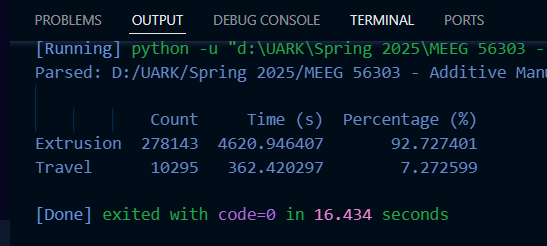 PROBLEMS OUTPUT DEBUG CONSOLE TERMINAL PORTS
[Running] python -u "d:\UARK\Spring 2025\MEEG 56303 -
Parsed: D:/UARK/Spring 2025/MEEG 56303 - Additive Manu
Count Time (s) Percentage (%)
Extrusion 278143 4620.946407 92.727401
Travel 10295 362.420297 7.272599
[Done] exited with code=0 in 16.434 seconds